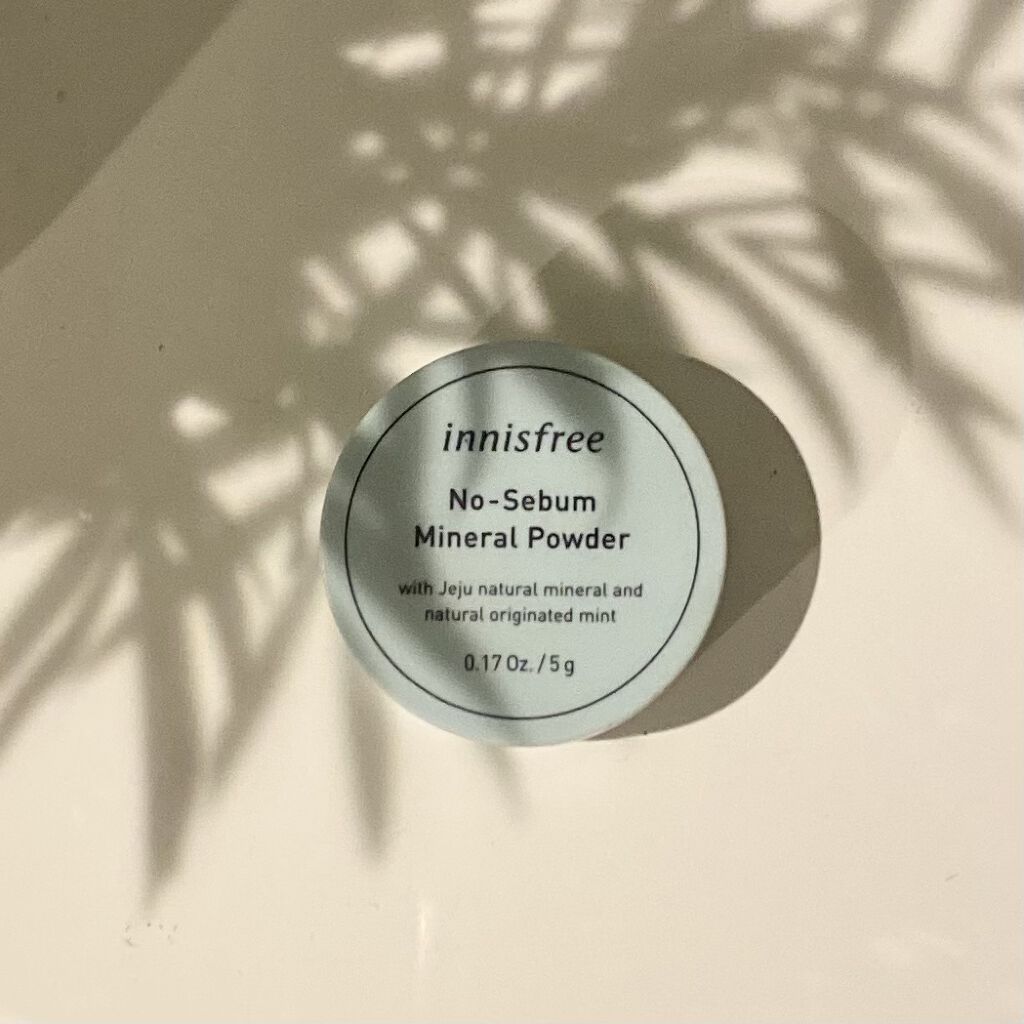 innisfree
No-Sebum
Mineral Powder
with Jeju natural mineral and
natural originated mint
0.17 Oz. / 5 g